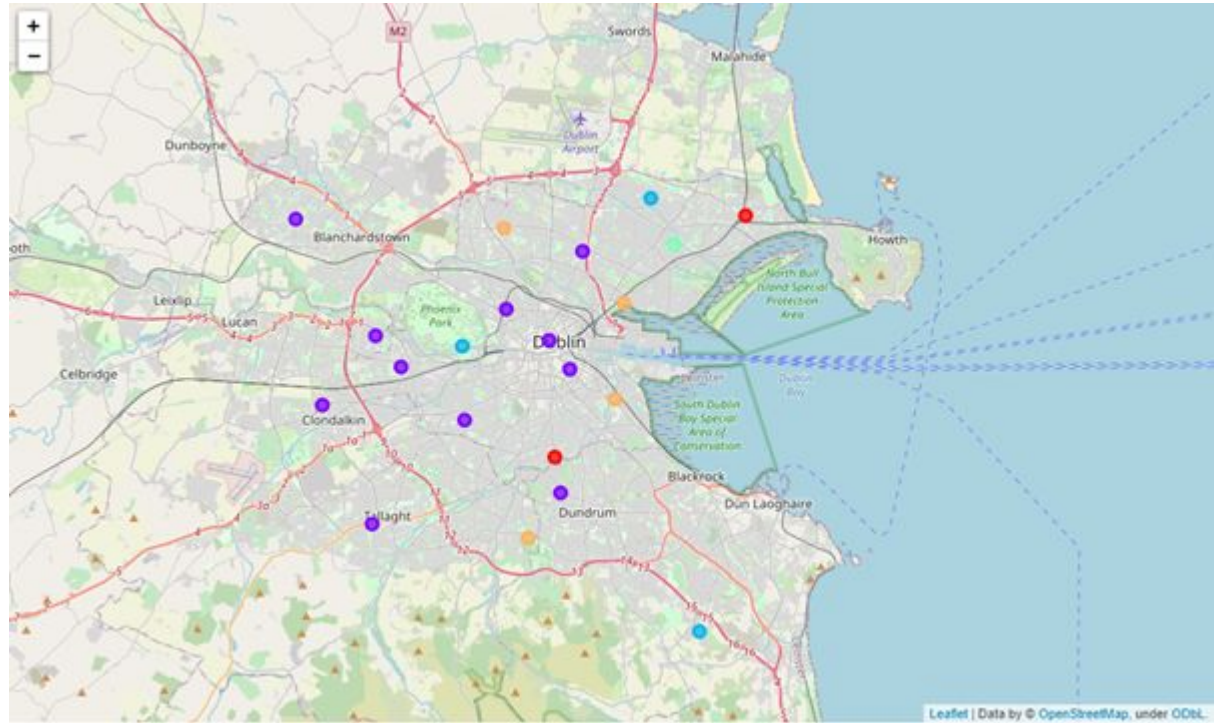 +
−
M2
Swords
Malahide
Dublin
Airport
Dunboyne
Blanchardstown
Howth
North Bull
Island Special
Protection
Area
Leixlip
Lucan
Phoenix
Park
Dublin
Celbridge
Dublin
Bay
South Dublin
Bay Special
Area of
Conservation
Clondalkin
Blackrock
Dún Laoghaire
Tallaght
Dundrum
Leaflet | Data by © OpenStreetMap, under ODbL.